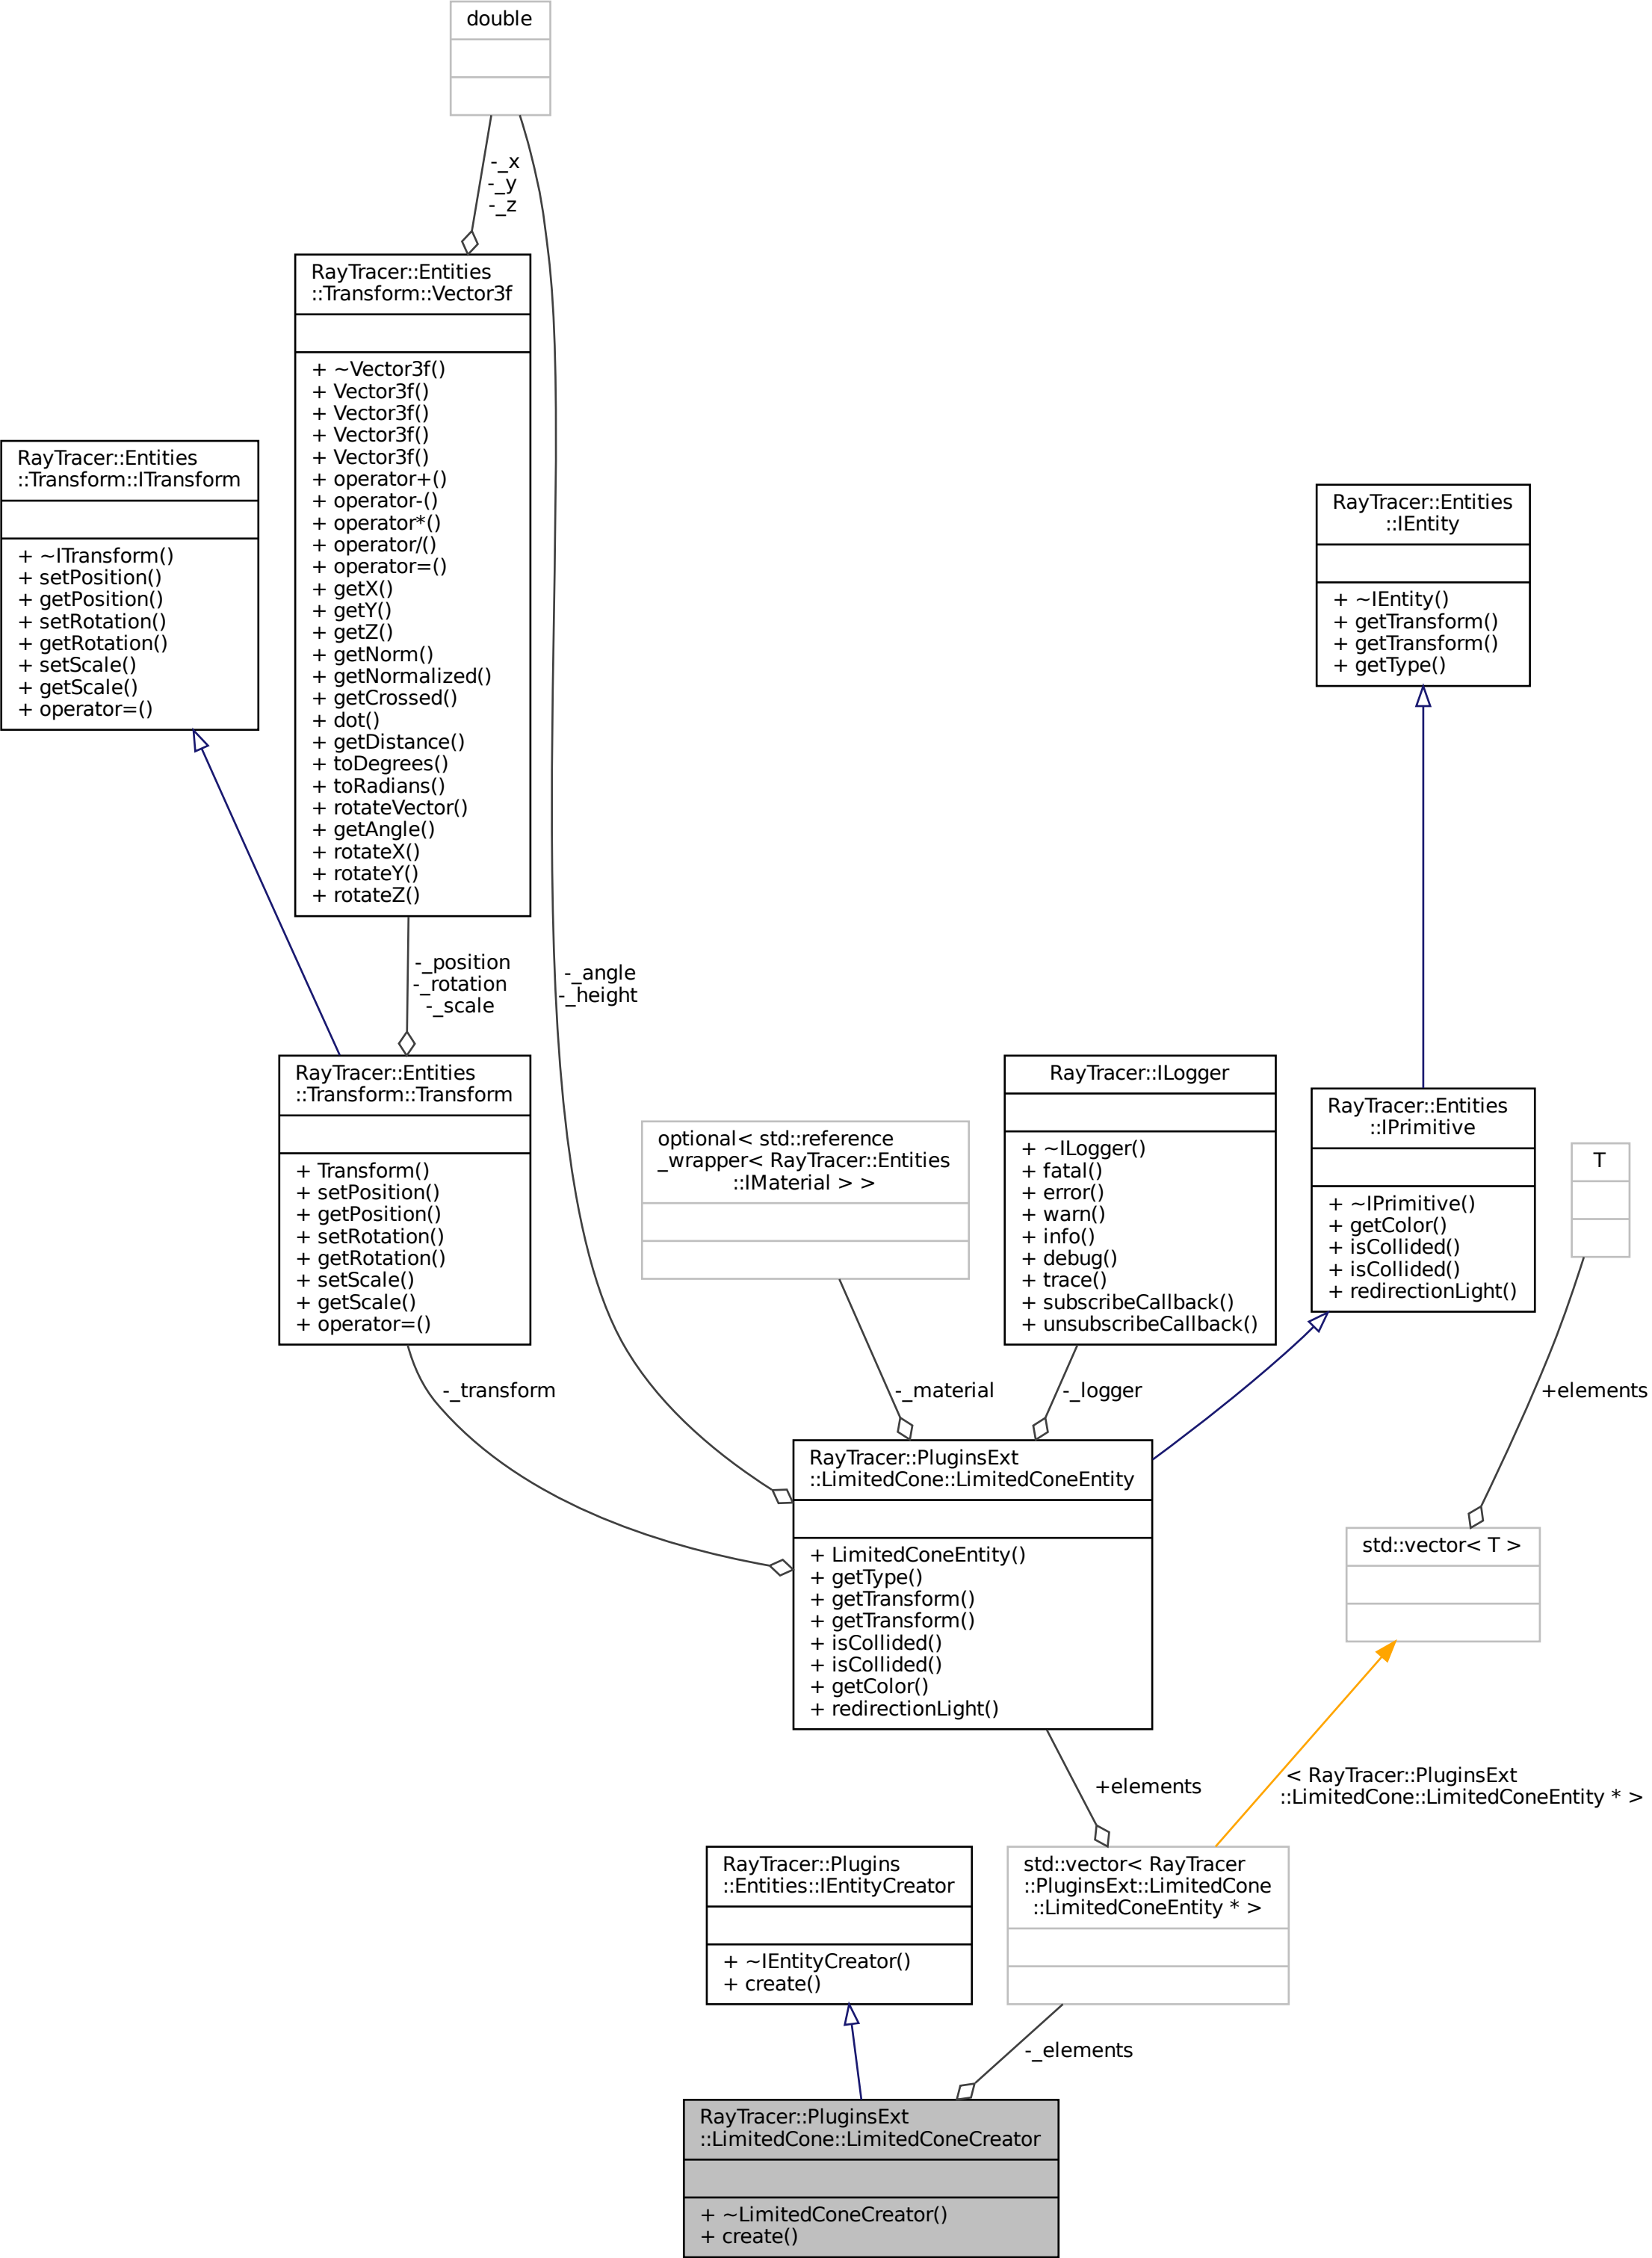 double
-_x
-_y
-_z
RayTracer::Entities
::Transform::Vector3f
+ ~Vector3f()
+ Vector3f()
+ Vector3f()
+ Vector3f()
+ Vector3f()
+ operator+()
+ operator-()
+ operator*()
+ operator/()
+ operator=()
+ getX()
+ getY()
+ getZ()
+ getNorm()
+ getNormalized()
+ getCrossed()
+ dot()
+ getDistance()
+ toDegrees()
+ toRadians()
+ rotateVector()
+ getAngle()
+ rotateX()
+ rotateY()
+ rotateZ()
RayTracer::Entities
::Transform::ITransform
+ ~ITransform()
+ setPosition()
+ getPosition()
+ setRotation()
+ getRotation()
+ setScale()
+ getScale()
+ operator=()
RayTracer::Entities
::IEntity
+ ~IEntity()
+ getTransform()
+ getTransform()
+ getType()
-_position
-_rotation
-_scale
-_angle
-_height
RayTracer::Entities
::Transform::Transform
+ Transform()
+ setPosition()
+ getPosition()
+ setRotation()
+ getRotation()
+ setScale()
+ getScale()
+ operator=()
optional< std::reference
_wrapper< RayTracer::Entities
::IMaterial > >
RayTracer::ILogger
+ ~ILogger()
+ fatal()
+ error()
+ warn()
+ info()
+ debug()
+ trace()
+ subscribeCallback()
+ unsubscribeCallback()
RayTracer::Entities
::IPrimitive
+ ~IPrimitive()
+ getColor()
+ isCollided()
+ isCollided()
+ redirectionLight()
T
-_transform
-_material
-_logger
+elements
RayTracer::PluginsExt
::LimitedCone::LimitedConeEntity
+ LimitedConeEntity()
+ getType()
+ getTransform()
+ getTransform()
+ isCollided()
+ isCollided()
+ getColor()
+ redirectionLight()
std::vector< T >
+elements
< RayTracer::PluginsExt
::LimitedCone::LimitedConeEntity * >
RayTracer::Plugins
::Entities::IEntityCreator
+ ~IEntityCreator()
+ create()
std::vector< RayTracer
::PluginsExt::LimitedCone
::LimitedConeEntity * >
-_elements
RayTracer::PluginsExt
::LimitedCone::LimitedConeCreator
+ ~LimitedConeCreator()
+ create()